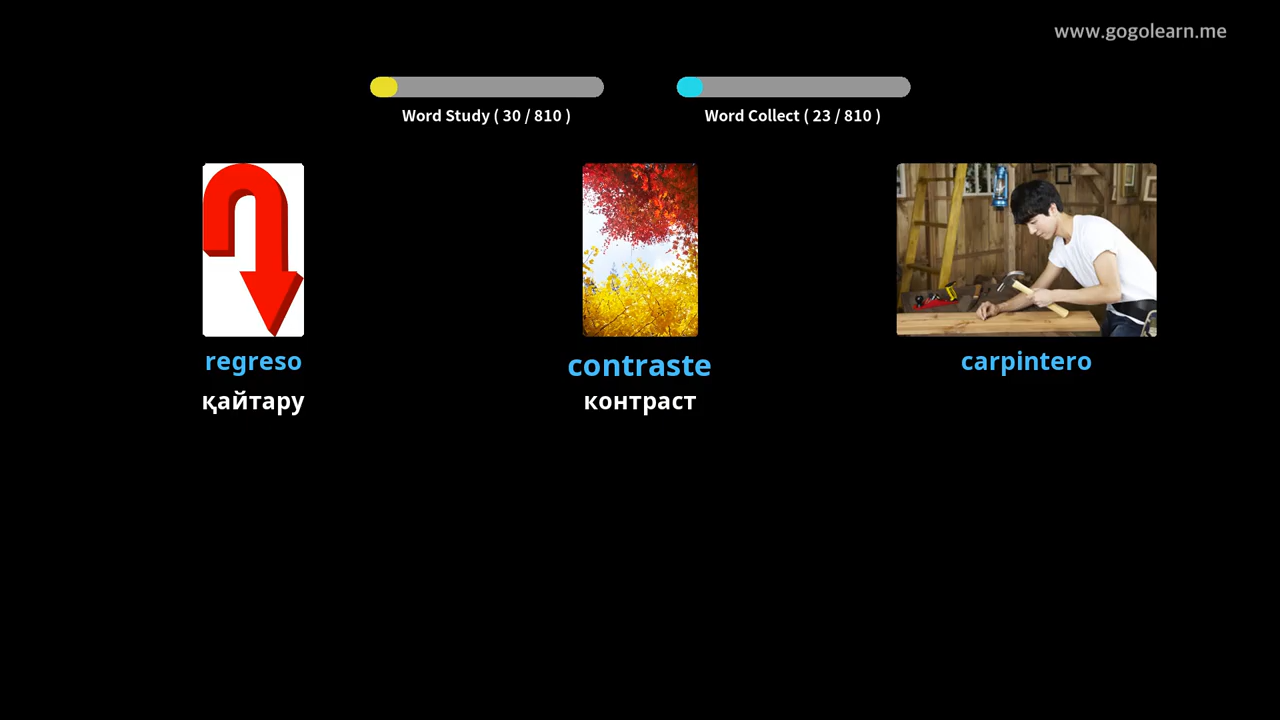 www.gogolearn.me
Word Study ( 30 / 810 )
Word Collect ( 23 / 810 )
regreso
қайтару
contraste
контраст
carpintero